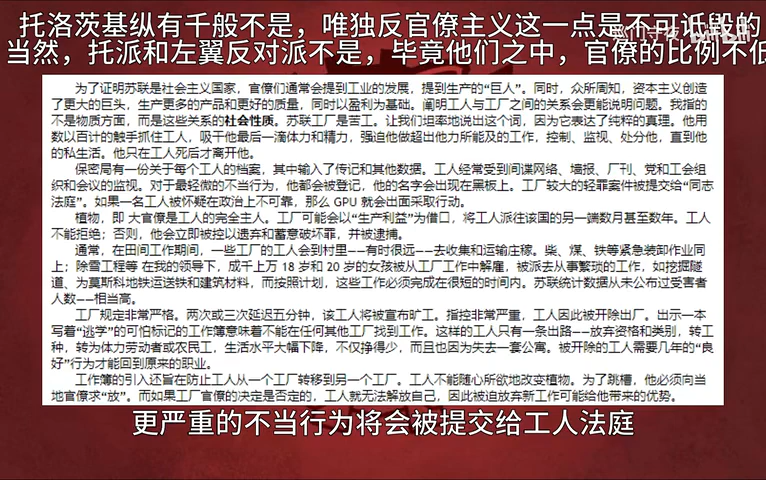 托洛茨基纵有千般不是，唯独反官僚主义这一点是不可诋毁的
当然，托派和左翼反对派不是，毕竟他们之中，官僚的比例不低
为了证明苏联是社会主义国家，官僚们通常会提到工业的发展，提到生产的“巨人”。同时，众所周知，资本主义创造
了更大的巨头，生产更多的产品和更好的质量，同时以盈利为基础。阐明工人与工厂之间的关系会更能说明问题。我指的
不是物质方面，而是这些关系的社会性质。苏联工厂是苦工。让我们坦率地说出这个词，因为它表达了纯粹的真理。他用
数以百计的触手抓住工人，吸干他最后一滴体力和精力，强迫他做超出他力所能及的工作，控制、监视、处分他，直到他
的私生活。他只在工人死后才离开他。
保密局有一份关于每个工人的档案，其中输入了传记和其他数据。工人经常受到间谍网络、墙报、厂刊、党和工会组
织和会议的监视。对于最轻微的不当行为，他都会被登记，他的名字会出现在黑板上。工厂较大的轻罪案件被提交给“同志
法庭”。如果一名工人被怀疑在政治上不可靠，那么 GPU 就会出面采取行动。
植物，即 大官僚是工人的完全主人。工厂可能会以“生产利益”为借口，将工人派往该国的另一端数月甚至数年。工人
不能拒绝；否则，他会立即被控以遗弃和蓄意破坏罪，并被逮捕。
通常，在田间工作期间，一些工厂的工人会到村里——有时很远——去收集和运输庄稼。柴、煤、铁等紧急装卸作业同
上；除雪工程等 在我的领导下，成千上万 18 岁和 20 岁的女孩被从工厂工作中解雇，被派去从事繁琐的工作，如挖掘隧
道、为莫斯科地铁运送铁和建筑材料，而按照计划，这些工作必须完成在很短的时间内。苏联统计数据从未公布过受害者
人数——相当高。
工厂规定非常严格。两次或三次延迟五分钟，该工人将被宣布旷工。指控非常严重，工人因此被开除出厂。出示一本
写着“逃学”的可怕标记的工作簿意味着不能在任何其他工厂找到工作。这样的工人只有一条出路——放弃资格和类别，转工
种，转为体力劳动者或农民工，生活水平大幅下降，不仅挣得少，而且也因为失去一套公寓。被开除的工人需要几年的“良
好”行为才能回到原来的职业。
工作簿的引入还旨在防止工人从一个工厂转移到另一个工厂。工人不能随心所欲地改变植物。为了跳槽，他必须向当
地官僚求“放”。而如果工厂官僚的决定是否定的，工人就无法解放自己，因此被迫放弃新工作可能给他带来的优势。
更严重的不当行为将会被提交给工人法庭